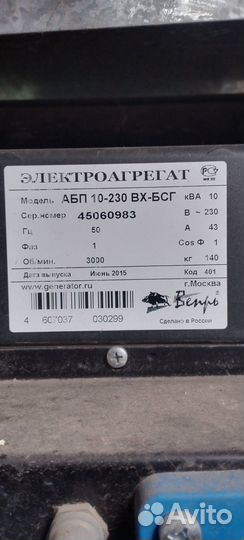 ЭЛЕКТРОАГРЕГАТ
Модель АБП 10-230 ВХ-БСГ кВА 10
Сер.номер 45060983 В ~ 230
Гц 50 А 43
Фаз 1 Cos Ф 1
Об/мин. 3000 кг 140
Дата выпуска Июнь 2015 Код 401
www.generator.ru г.Москва
4 607037 030299
Вепрь
Сделано в России
Avito